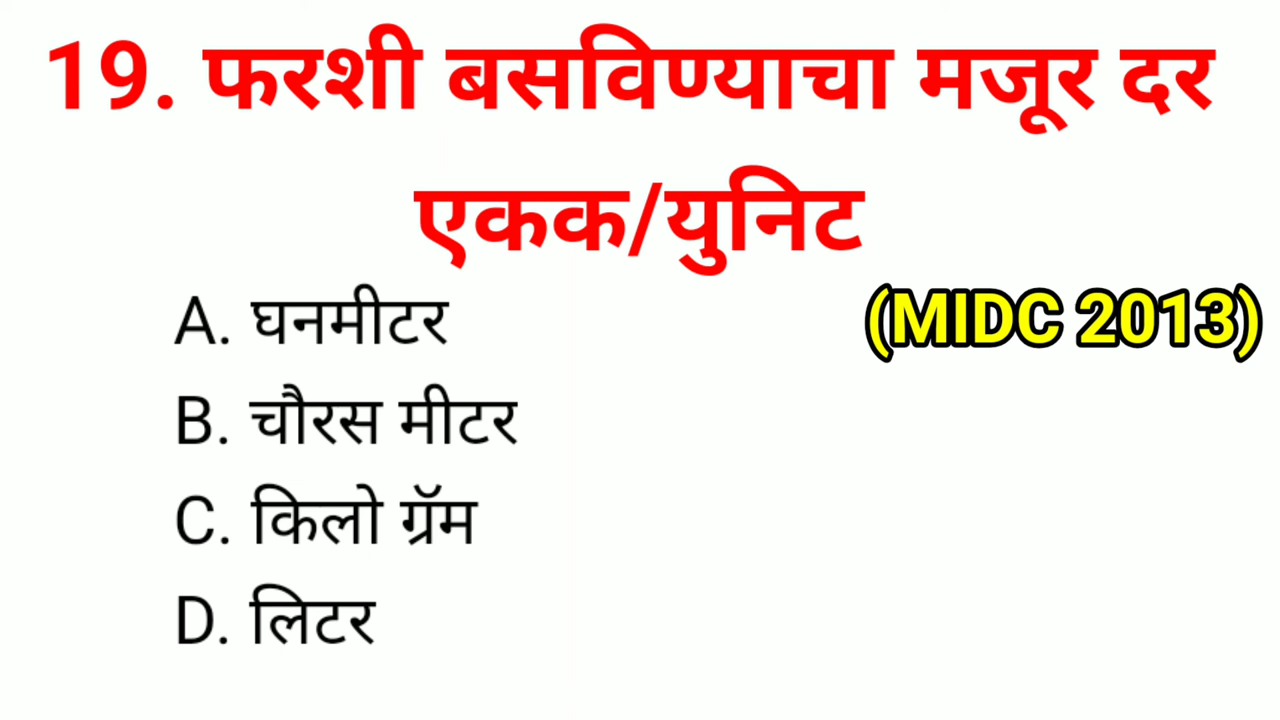 19. फरशी बसविण्याचा मजूर दर
एकक/युनिट
(MIDC 2013)
A. घनमीटर
B. चौरस मीटर
C. किलो ग्रॅम
D. लिटर